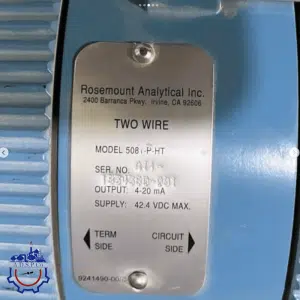 Rosemount Analytical Inc.
2400 Barranca Pkwy. Irvine, CA 92606
TWO WIRE
MODEL 5081-P-HT
SER. NO.
OUTPUT: 4-20 mA
SUPPLY: 42.4 VDC MAX.
TERM SIDE
CIRCUIT SIDE